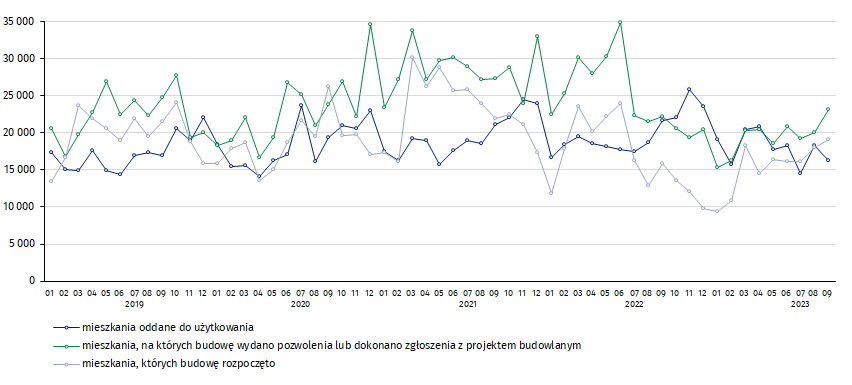 35 000
30 000
25 000
20 000
15 000
10 000
5 000
0
01 02 03 04 05 06 07 08 09 10 11 12 01 02 03 04 05 06 07 08 09 10 11 12 01 02 03 04 05 06 07 08 09 10 11 12 01 02 03 04 05 06 07 08 09 10 11 12 01 02 03 04 05 06 07 08 09
2019 2020 2021 2022 2023
mieszkania oddane do użytkowania
mieszkania, na których budowę wydano pozwolenia lub dokonano zgłoszenia z projektem budowlanym
mieszkania, których budowę rozpoczęto